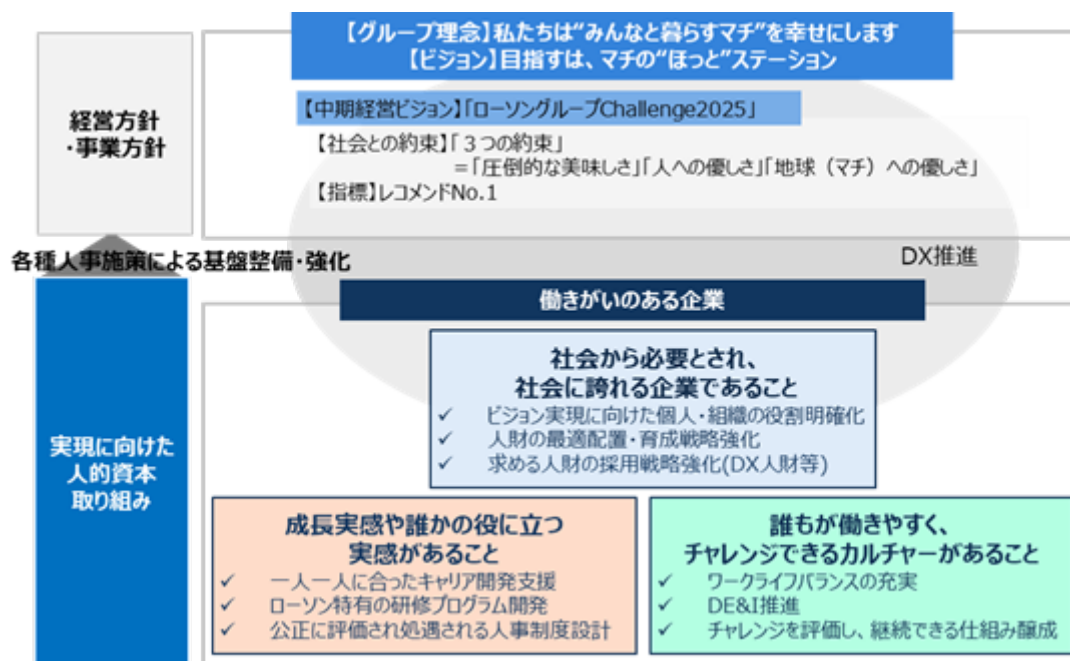 【グループ理念】私たちは“みんなと暮らすマチ”を幸せにします
【ビジョン】目指すは、マチの“ほっと”ステーション
経営方針
・事業方針
【中期経営ビジョン】「ローソングループChallenge2025」
【社会との約束】「３つの約束」
=「圧倒的な美味しさ」「人への優しさ」「地球（マチ）への優しさ」
【指標】レコメンドNo.1
各種人事施策による基盤整備・強化
DX推進
働きがいのある企業
実現に向けた
人的資本
取り組み
社会から必要とされ、
社会に誇れる企業であること
✓ ビジョン実現に向けた個人・組織の役割明確化
✓ 人財の最適配置・育成戦略強化
✓ 求める人財の採用戦略強化(DX人財等)
成長実感や誰かの役に立つ
実感があること
✓ 一人一人に合ったキャリア開発支援
✓ ローソン特有の研修プログラム開発
✓ 公正に評価され処遇される人事制度設計
誰もが働きやすく、
チャレンジできるカルチャーがあること
✓ ワークライフバランスの充実
✓ DE&I推進
✓ チャレンジを評価し、継続できる仕組み醸成